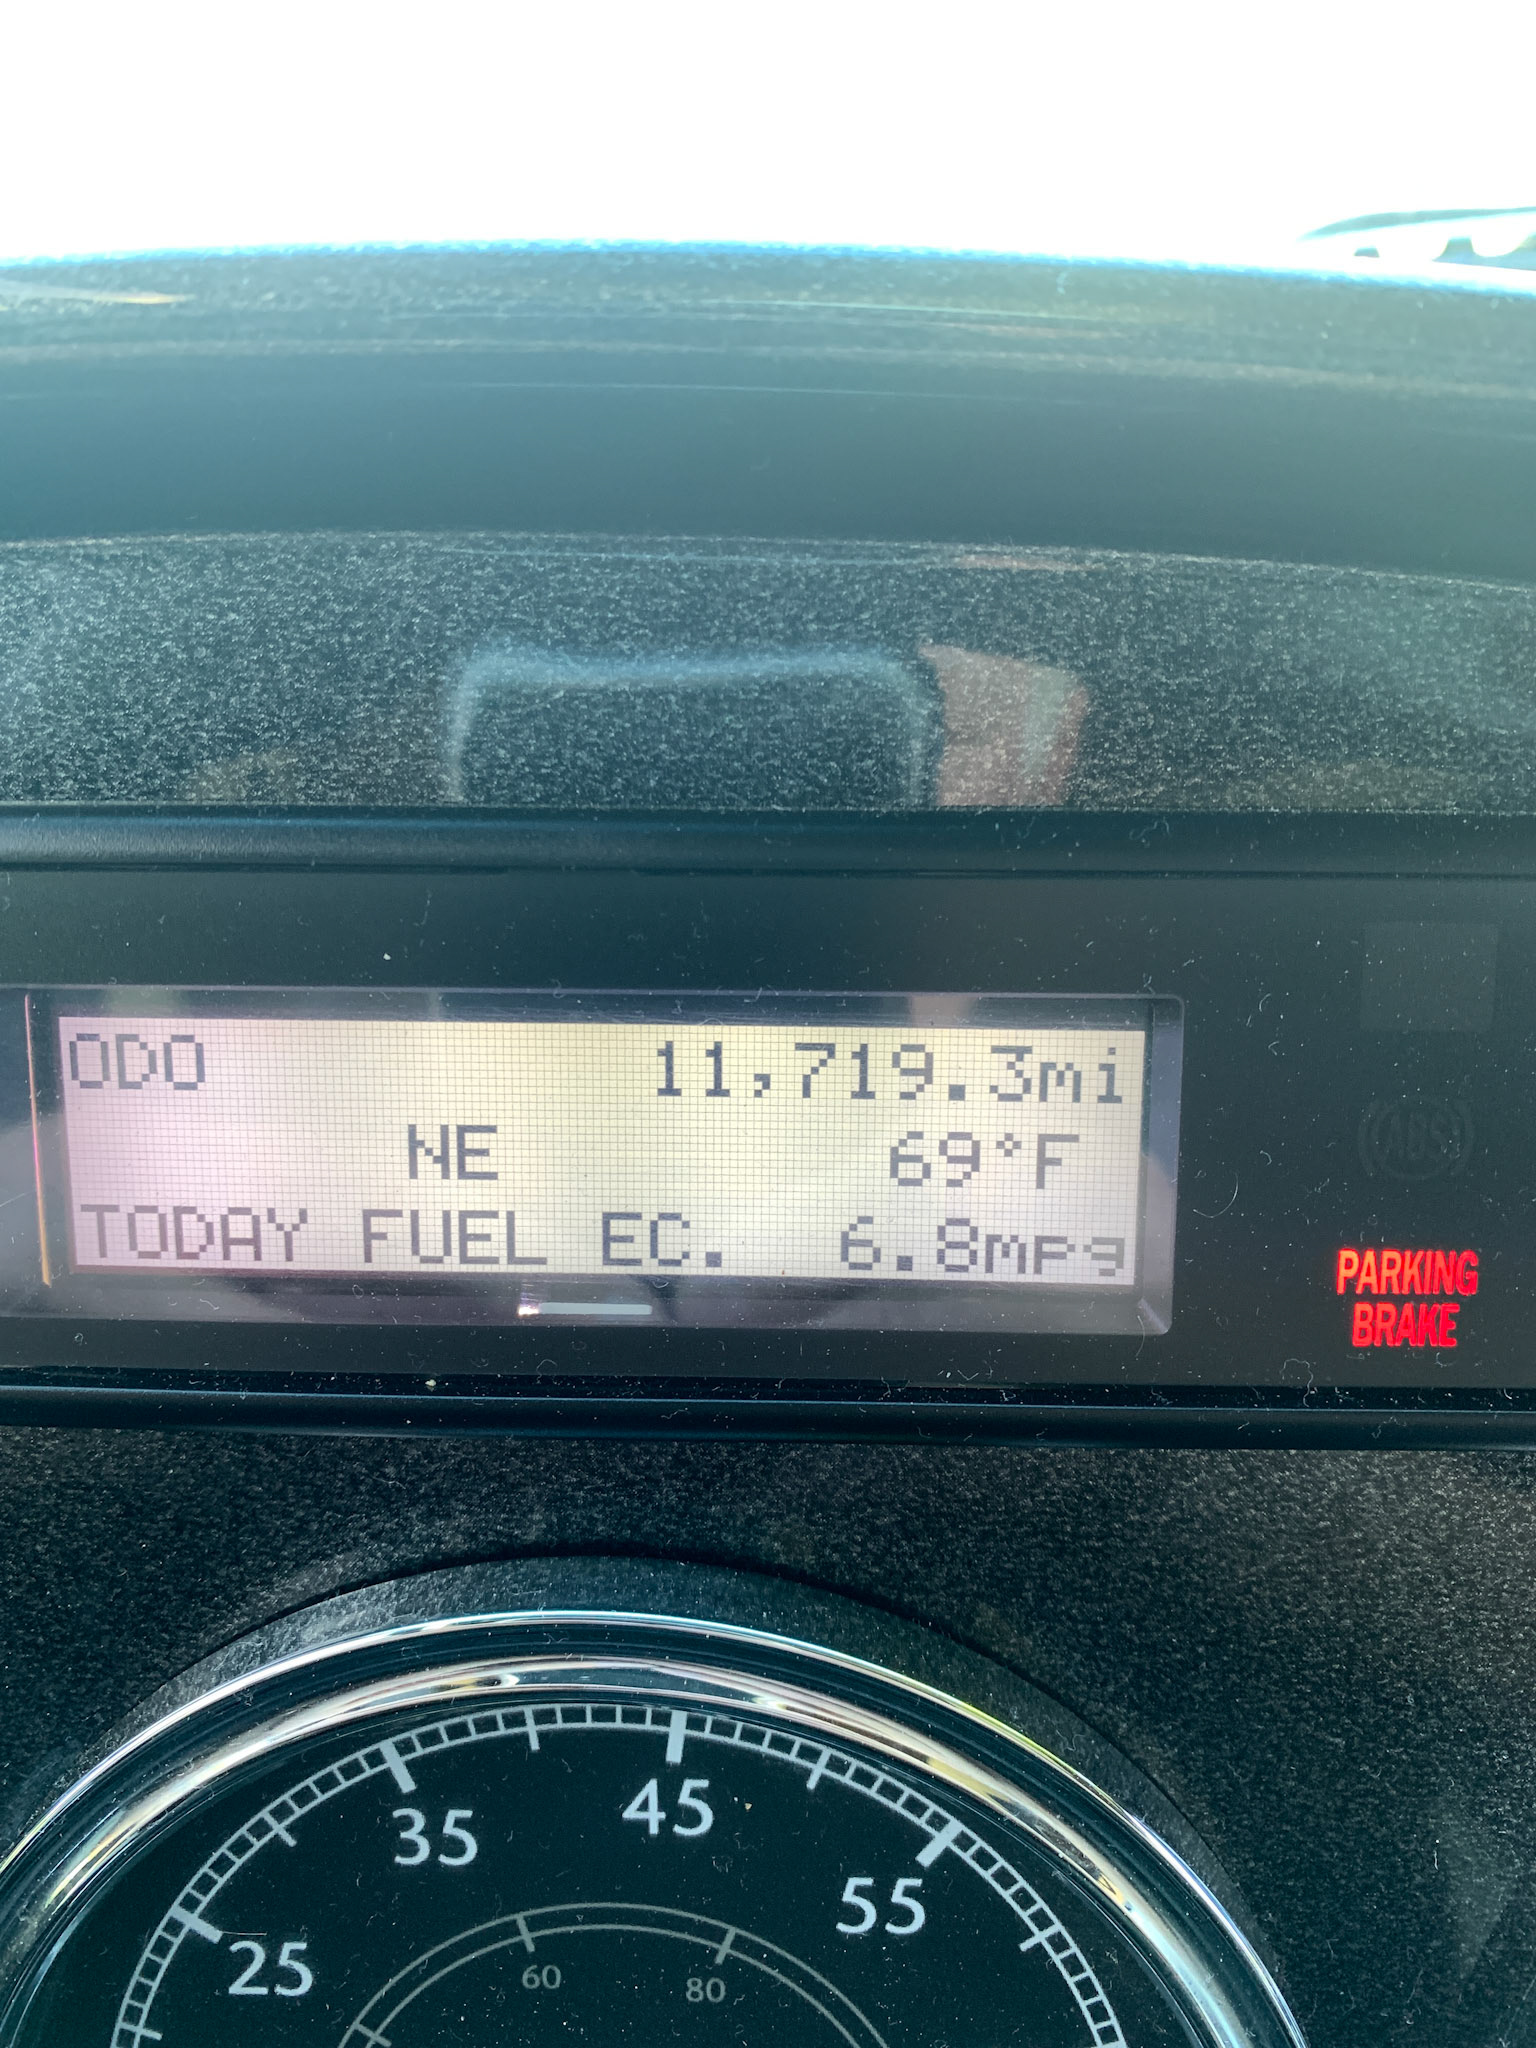 ODO 11,719.3mi
NE 69°F
TODAY FUEL EC. 6.8mpg
(ABS)
PARKING
BRAKE
25
35
45
55
60
80